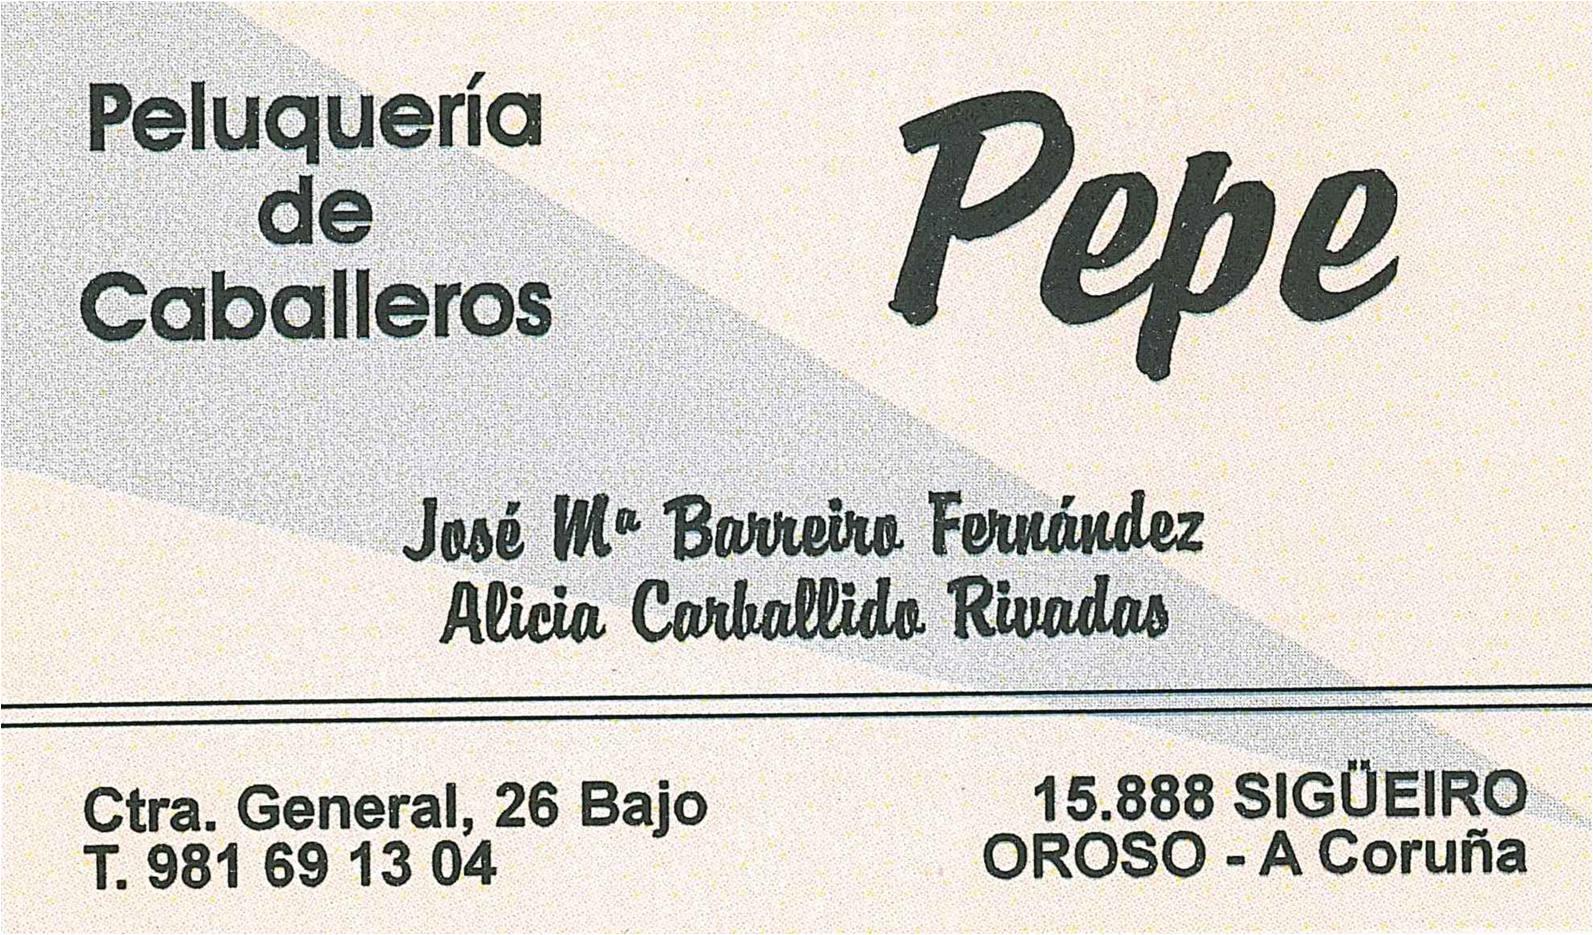 Peluquería
de
Caballeros
Pepe
José Mª Barreiro Fernández
Alicia Carballido Rivadas
Ctra. General, 26 Bajo
T. 981 69 13 04
15.888 SIGÜEIRO
OROSO - A Coruña